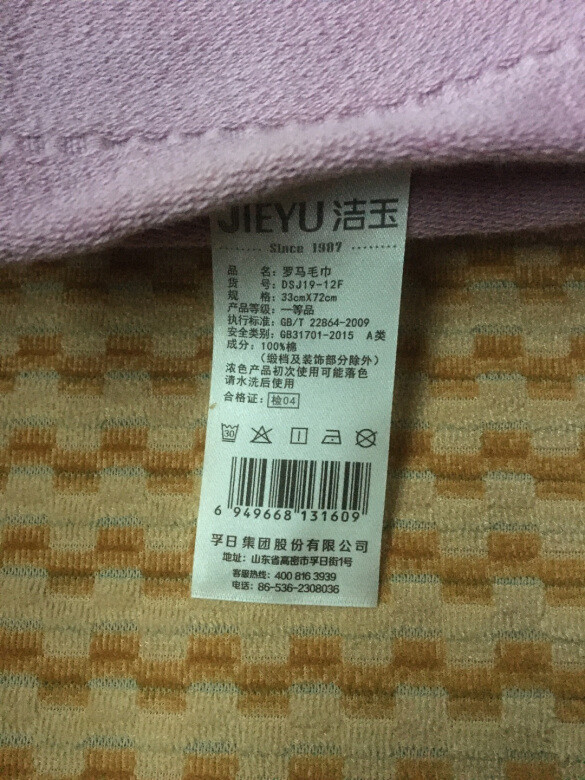 JIEYU 洁玉
Since 1987
品 名：罗马毛巾
货 号：DSJ19-12F
规 格：33cmX72cm
产品等级：一等品
执行标准：GB/T 22864-2009
安全类别：GB31701-2015 A类
成分：100%棉
（缎档及装饰部分除外）
浓色产品初次使用可能落色
请水洗后使用
合格证：检04
30
6 949668 131609
孚日集团股份有限公司
地址：山东省高密市孚日街1号
客服热线：400 816 3939
电话：86-536-2308036